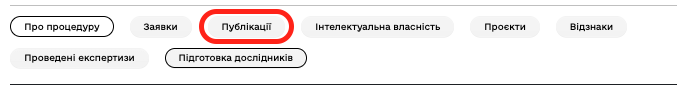 Про процедуру Заявки Публікації Інтелектуальна власність Проєкти Відзнаки
Проведені експертизи Підготовка дослідників